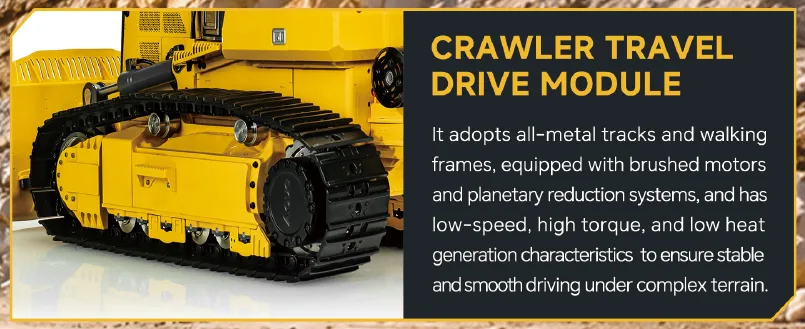 CRAWLER TRAVEL
DRIVE MODULE
It adopts all-metal tracks and walking
frames, equipped with brushed motors
and planetary reduction systems, and has
low-speed, high torque, and low heat
generation characteristics to ensure stable
and smooth driving under complex terrain.